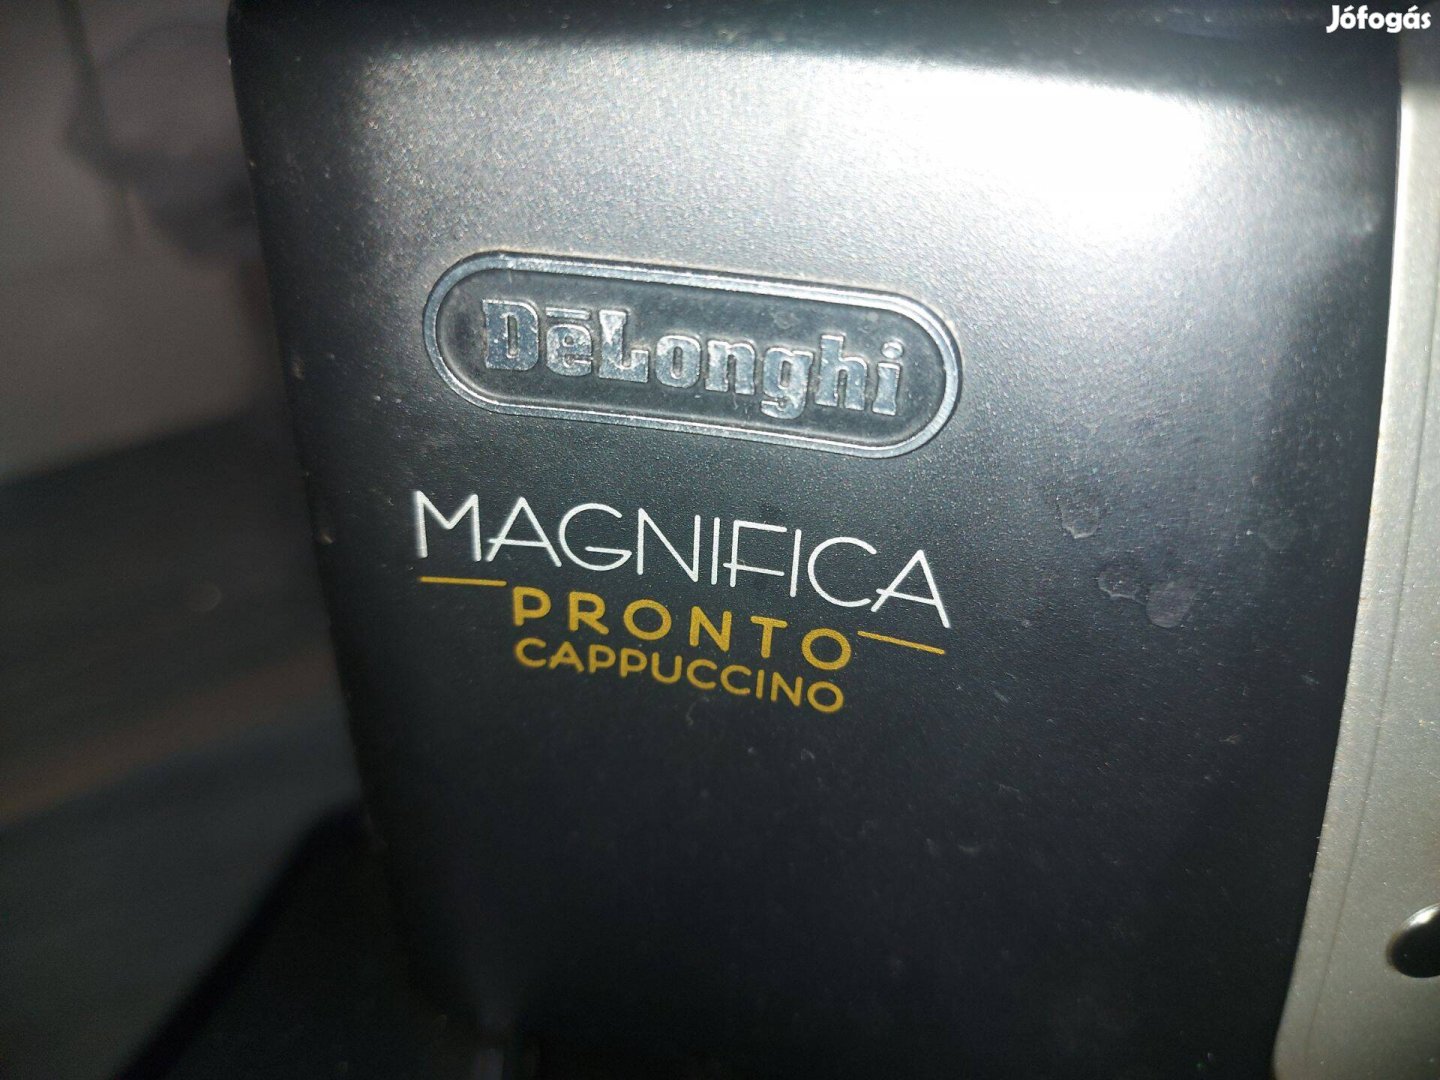 Jófogás
DēLonghi
MAGNIFICA
PRONTO
CAPPUCCINO